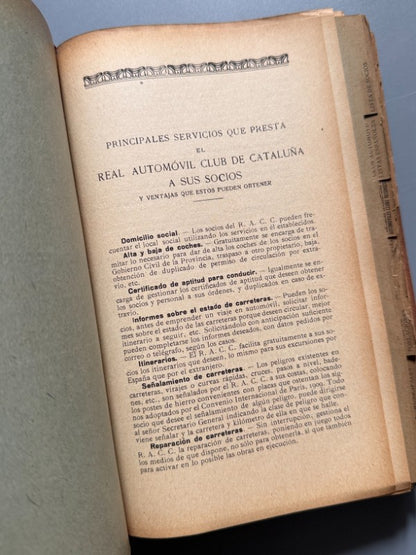 PRINCIPALES SERVICIOS QUE PRESTA
EL
REAL AUTOMÓVIL CLUB DE CATALUÑA
A SUS SOCIOS
Y VENTAJAS QUE ESTOS PUEDEN OBTENER
Domicilio social. — Los socios del R. A. C. C. pueden fre-
cuentar el local social utilizando los servicios en él establecidos.
Alta y baja de coches. — Gratuitamente se encarga de tra-
mitar lo necesario para dar de alta los coches de los socios en el
Gobierno Civil de la Provincia, traspaso a otro propietario, baja,
obtención de duplicado de permiso de circulación por extra-
vío, etc.
Certificado de aptitud para conducir. — Igualmente se en-
carga de gestionar los certificados de aptitud que deseen obtener
los socios y personal a sus órdenes, y duplicados en caso de ex-
travío.
Informes sobre el estado de carreteras. — Pueden los so-
cios, antes de emprender un viaje en automóvil, solicitar infor-
mes sobre el estado de las carreteras porque deseen circular, mejor
itinerario a seguir, etc. Solicitándolo con anticipación suficiente
pueden completarse los informes deseados, con datos pedidos por
correo o telégrafo, según los casos.
Itinerarios. — El R. A. C. C. facilita gratuitamente a sus so-
cios los itinerarios que deseen, lo mismo para sus excursiones por
España que por el extranjero.
Señalamiento de carreteras. — Los peligros existentes en
carreteras, virajes o curvas rápidas, cruces, pasos a nivel, bade-
nes, etc., son señalados por el R. A. C. C. a sus costas, colocando
los postes de hierro convenientes con placas que ostentan los sig-
nos adoptados por el Convenio Internacional de París, 1909. Todo
socio que desee el señalamiento de algún peligro, puede dirigirse
al señor Secretario General indicando la clase de peligro que con-
viene señalar y la carretera y kilómetro de ella en que se halle.
Reparación de carreteras. — Sin interrupción, gestiona el
R. A. C. C. la reparación de carreteras, poniendo en juego todos
los medios de que dispone, no sólo para obtenerla, sí que también
para activar en lo posible las obras en ejecución.
LISTA DE SOCIOS